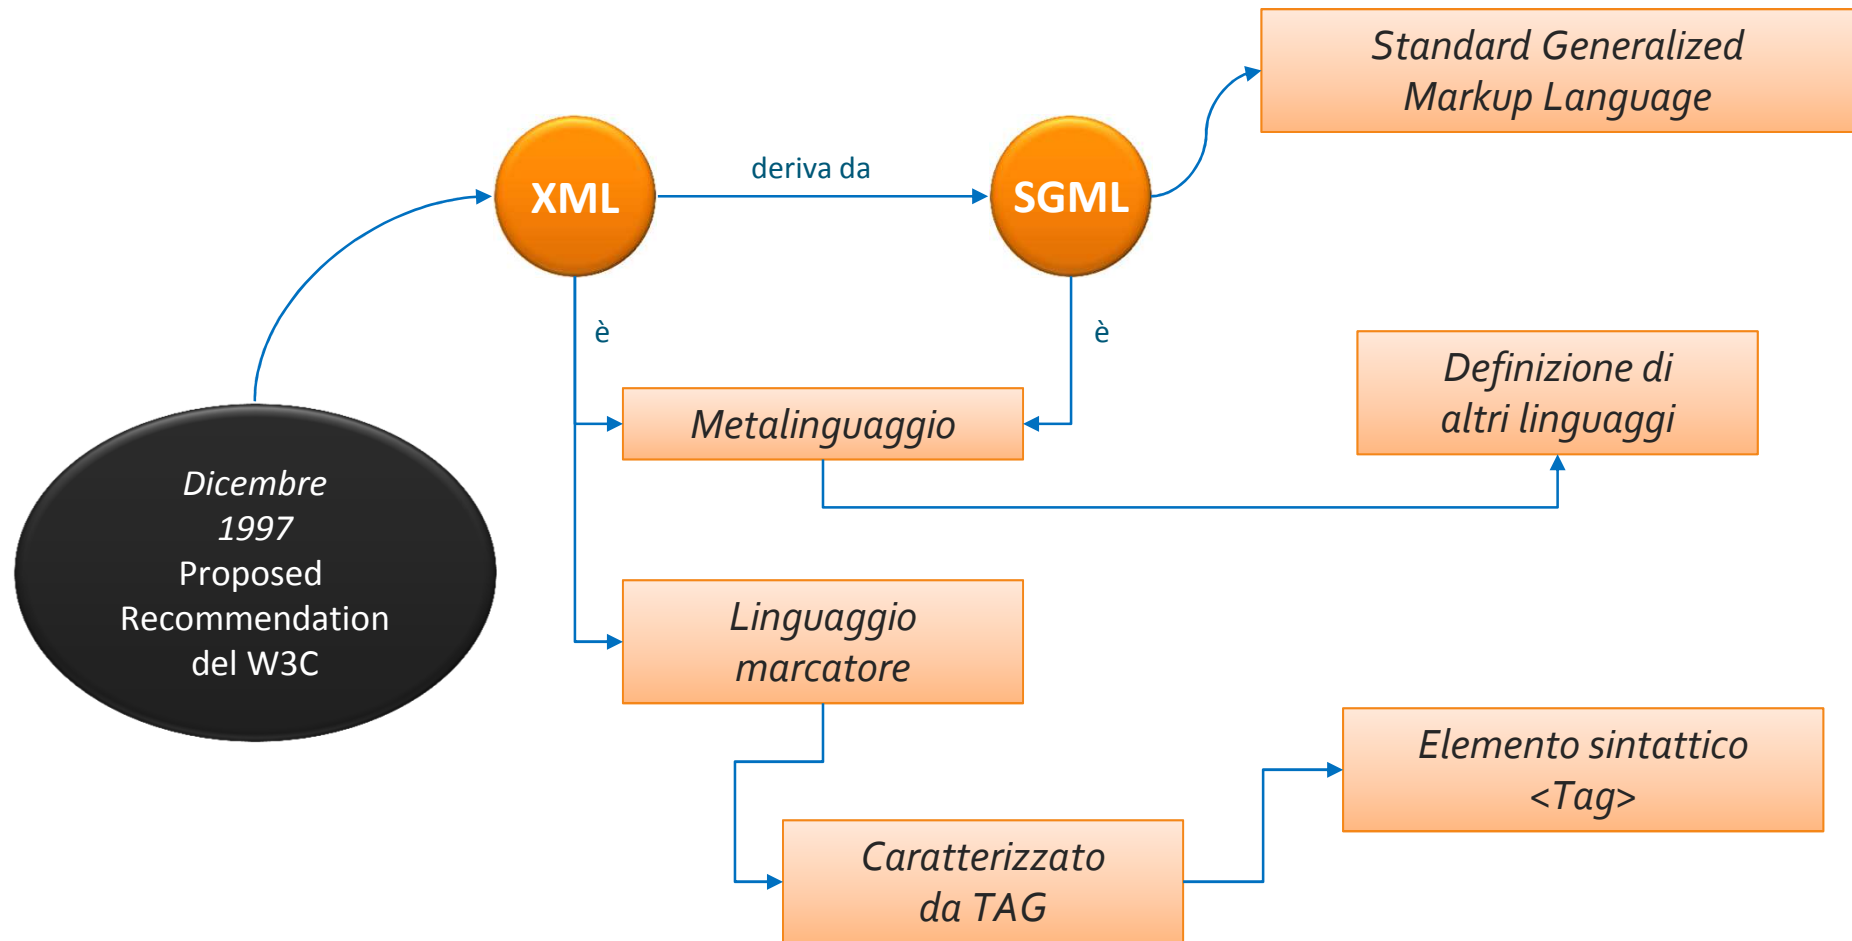 Standard Generalized
Markup Language
XML
deriva da
SGML
è
è
Metalinguaggio
Definizione di
altri linguaggi
Dicembre
1997
Proposed
Recommendation
del W3C
Linguaggio
marcatore
Elemento sintattico
<Tag>
Caratterizzato
da TAG